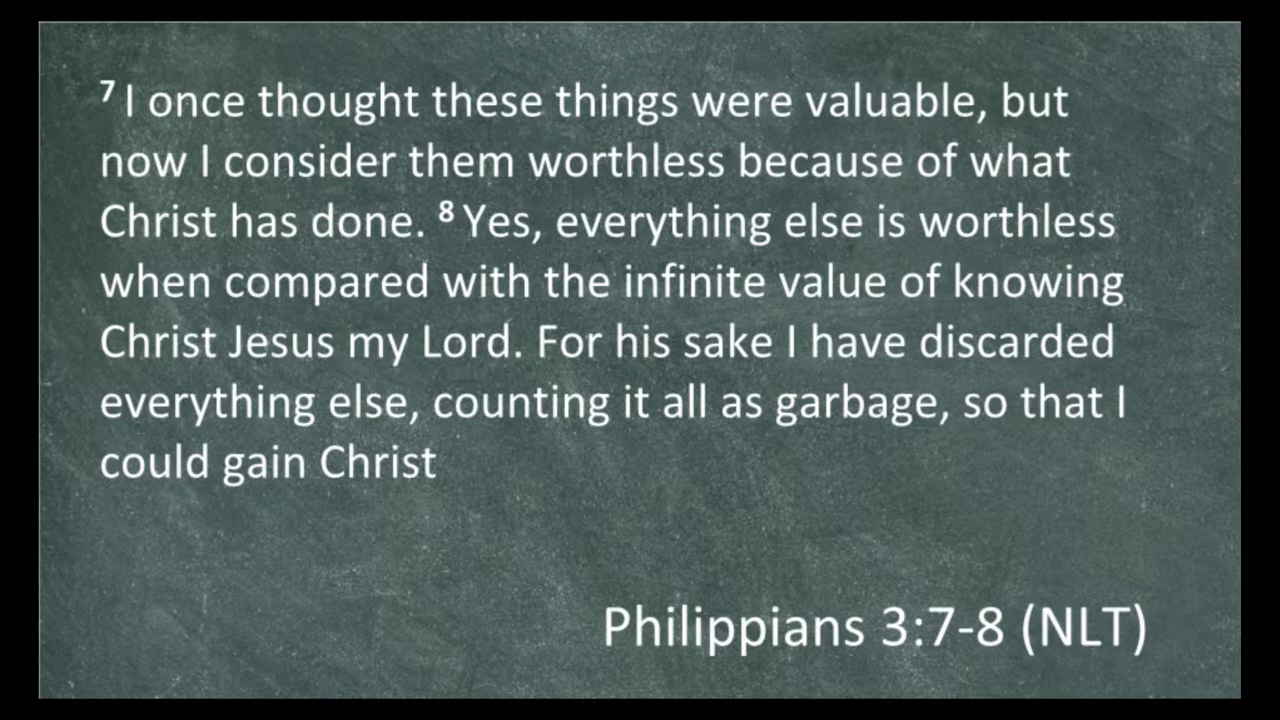 ⁷ I once thought these things were valuable, but
now I consider them worthless because of what
Christ has done. ⁸ Yes, everything else is worthless
when compared with the infinite value of knowing
Christ Jesus my Lord. For his sake I have discarded
everything else, counting it all as garbage, so that I
could gain Christ
Philippians 3:7-8 (NLT)